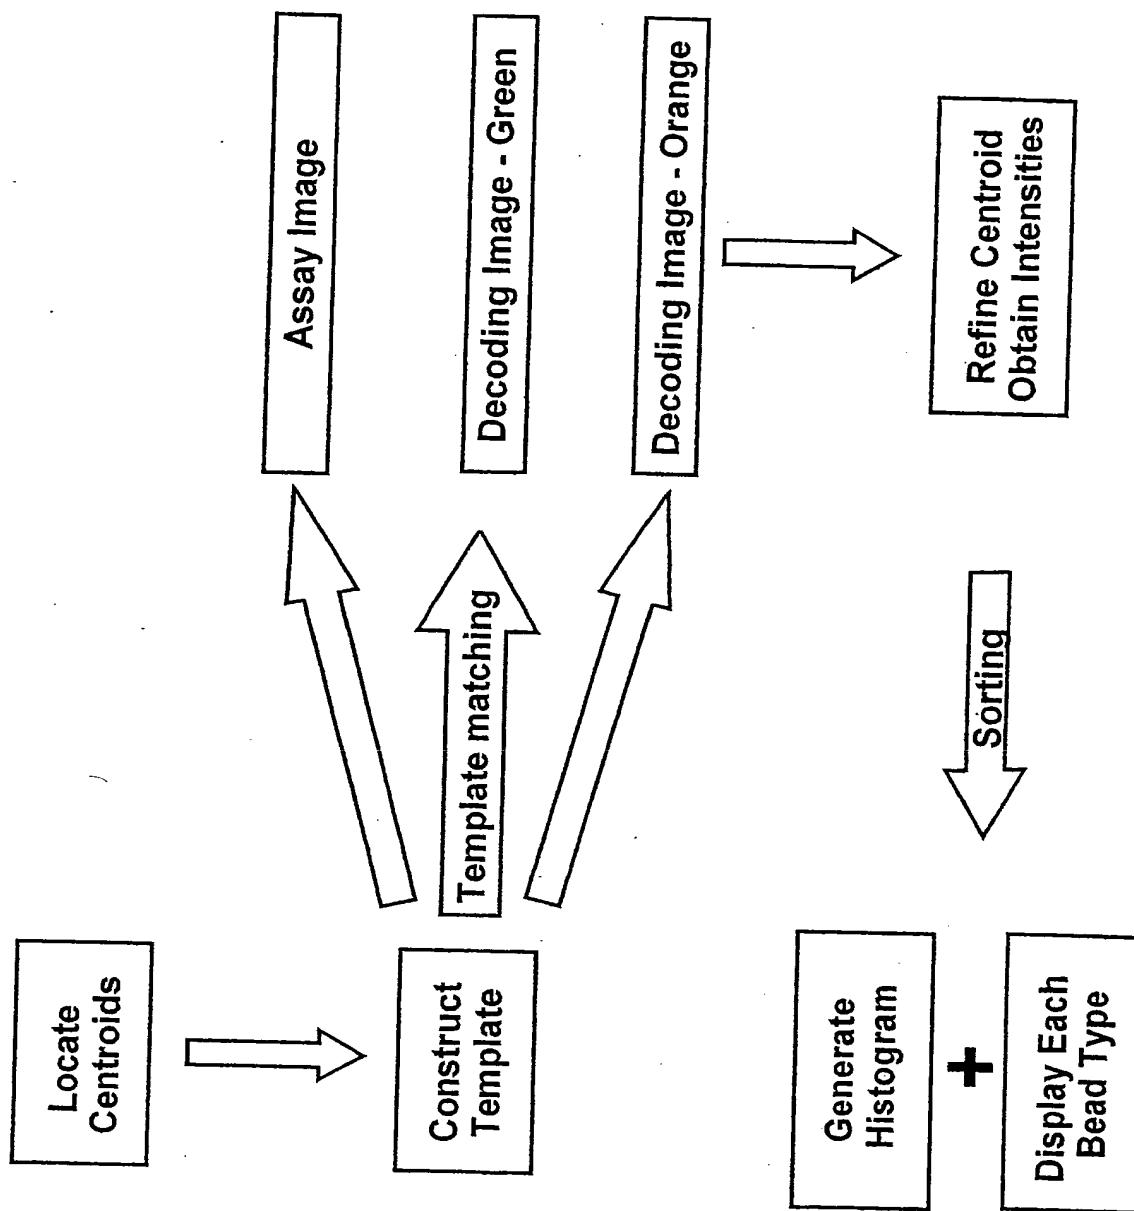 Locate
Centroids
Construct
Template
Template matching
Assay Image
Decoding Image - Green
Decoding Image - Orange
Refine Centroid
Obtain Intensities
Sorting
Generate
Histogram
+
Display Each
Bead Type